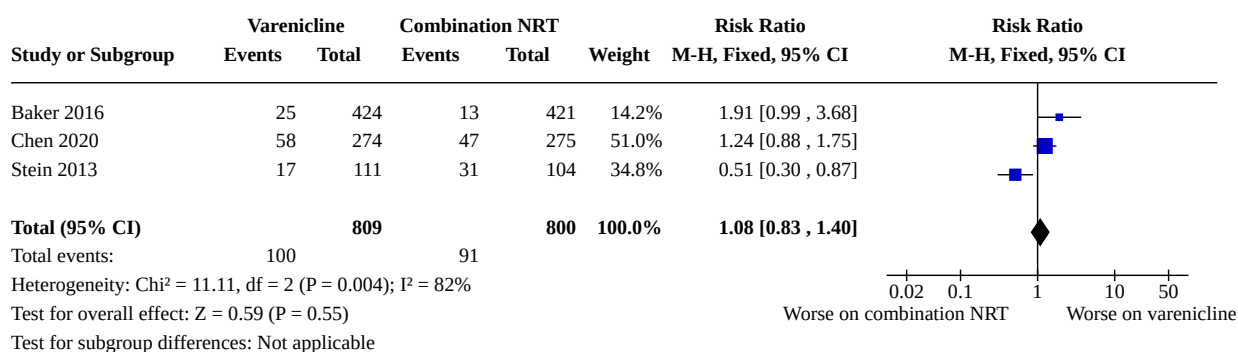 Varenicline Combination NRT Risk Ratio Risk Ratio
Study or Subgroup Events Total Events Total Weight M-H, Fixed, 95% CI M-H, Fixed, 95% CI
Baker 2016 25 424 13 421 14.2% 1.91 [0.99 , 3.68]
Chen 2020 58 274 47 275 51.0% 1.24 [0.88 , 1.75]
Stein 2013 17 111 31 104 34.8% 0.51 [0.30 , 0.87]
Total (95% CI) 809 800 100.0% 1.08 [0.83 , 1.40]
Total events: 100 91
Heterogeneity: Chi² = 11.11, df = 2 (P = 0.004); I² = 82% 0.02 0.1 1 10 50
Test for overall effect: Z = 0.59 (P = 0.55) Worse on combination NRT Worse on varenicline
Test for subgroup differences: Not applicable